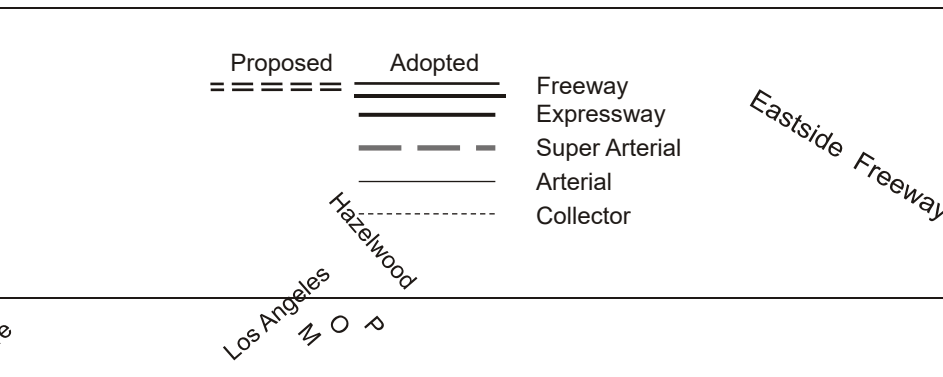 Proposed Adopted
Freeway
Expressway
Super Arterial
Arterial
Collector
Eastside Freeway
Hazelwood
Los Angeles
M O P